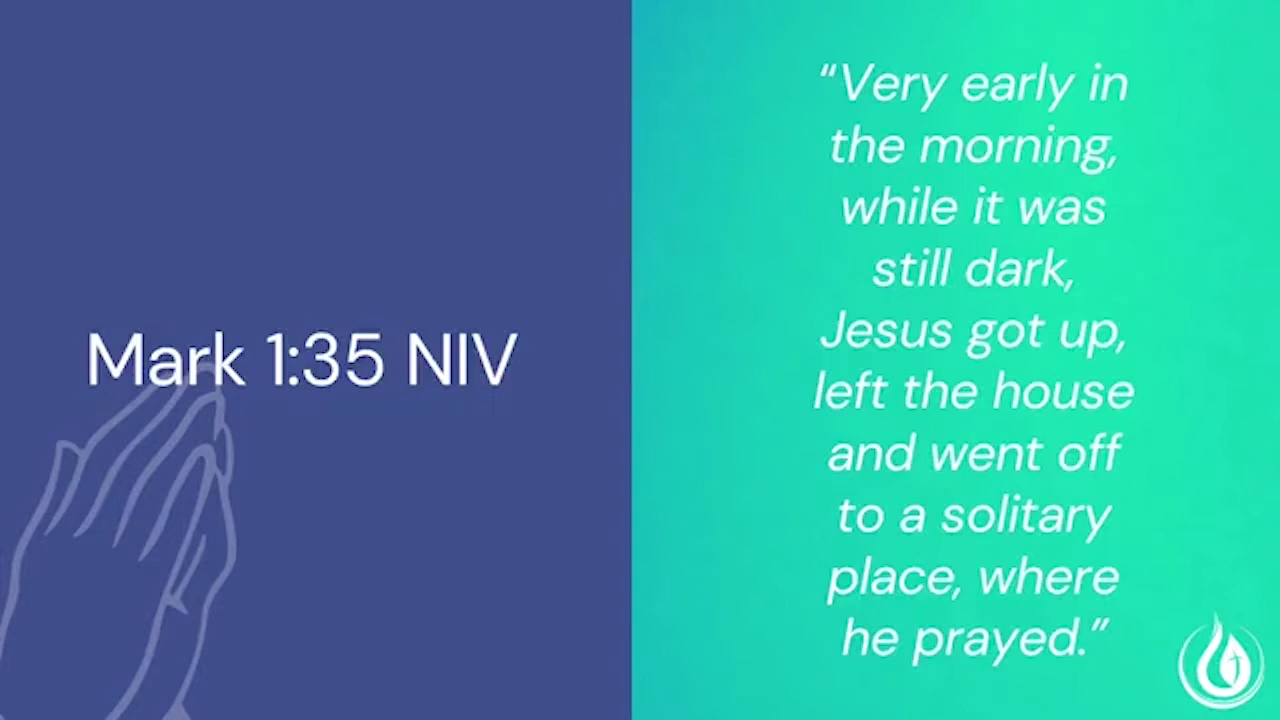 Mark 1:35 NIV
“Very early in
the morning,
while it was
still dark,
Jesus got up,
left the house
and went off
to a solitary
place, where
he prayed.”